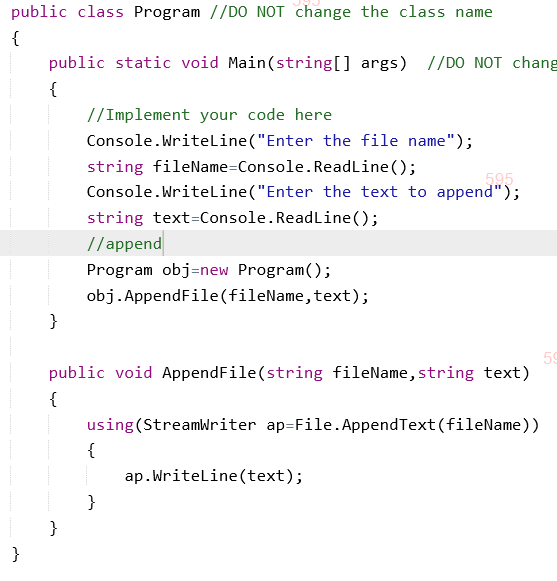 public class Program //DO NOT change the class name
{
public static void Main(string[] args)  //DO NOT chang
{
//Implement your code here
Console.WriteLine("Enter the file name");
string fileName=Console.ReadLine();
Console.WriteLine("Enter the text to append");
string text=Console.ReadLine();
//append
Program obj=new Program();
obj.AppendFile(fileName,text);
}
public void AppendFile(string fileName,string text)
{
using(StreamWriter ap=File.AppendText(fileName))
{
ap.WriteLine(text);
}
}
}
595
595
59